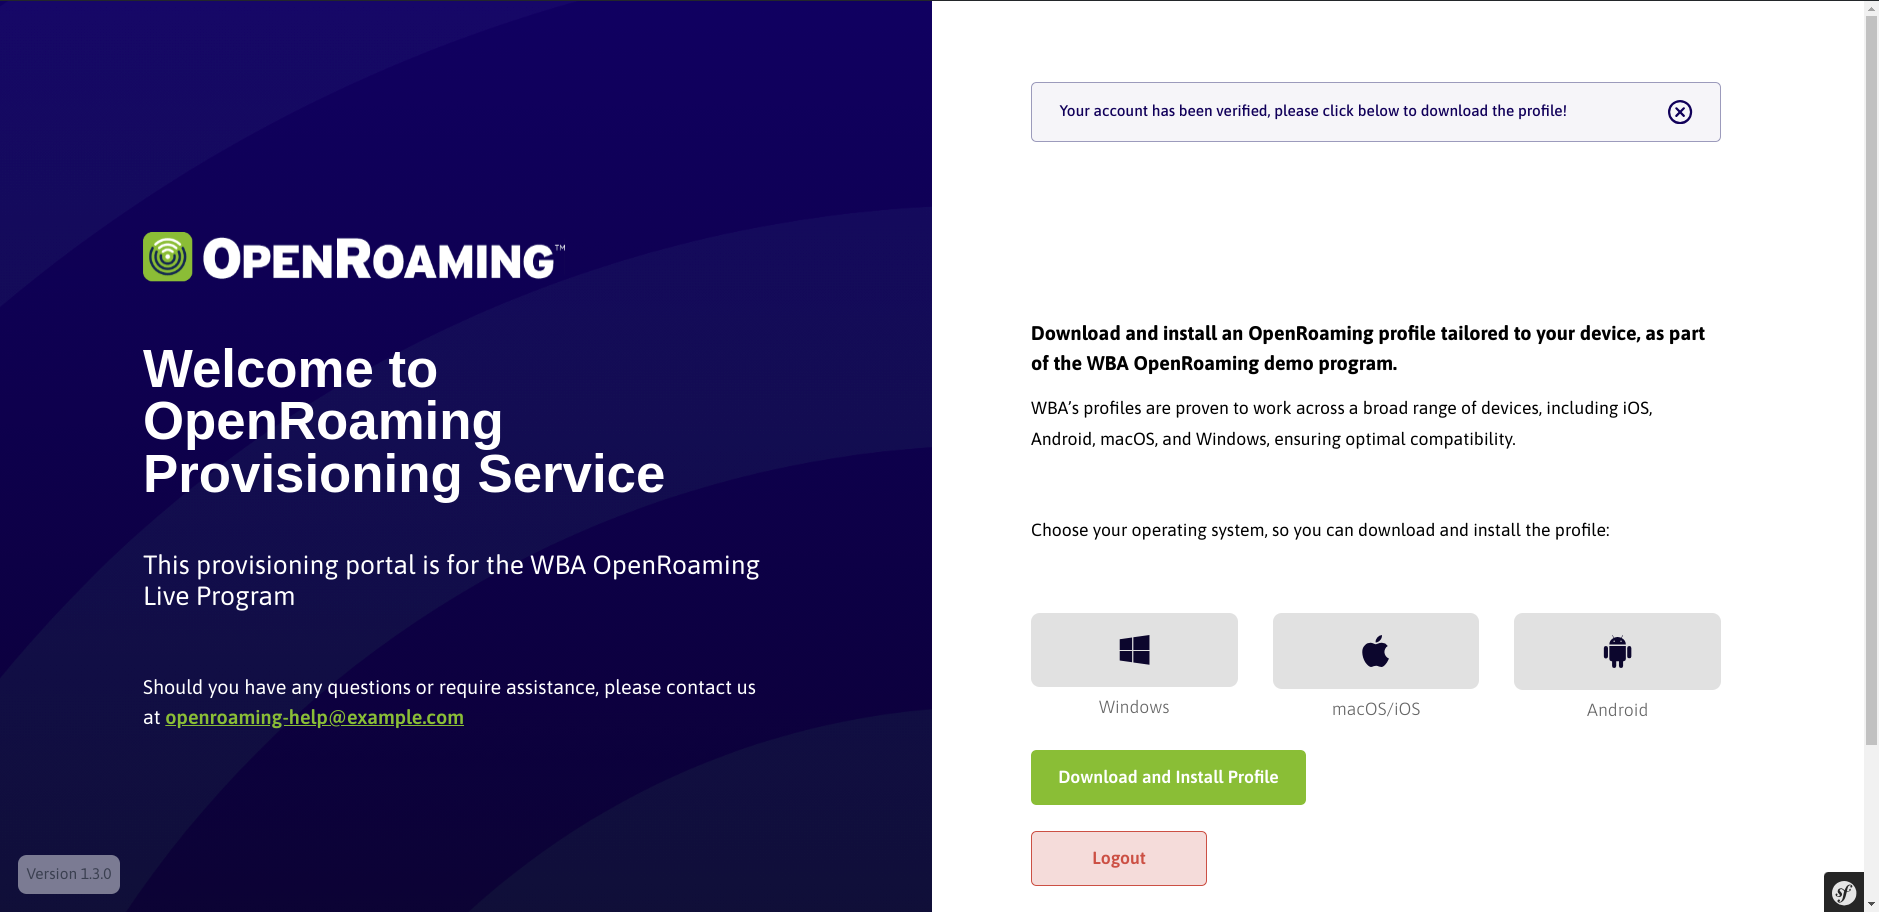 OPENROAMING™
Welcome to
OpenRoaming
Provisioning Service
This provisioning portal is for the WBA OpenRoaming
Live Program
Should you have any questions or require assistance, please contact us
at openroaming-help@example.com
Version 1.3.0
Your account has been verified, please click below to download the profile!
Download and install an OpenRoaming profile tailored to your device, as part
of the WBA OpenRoaming demo program.
WBA’s profiles are proven to work across a broad range of devices, including iOS,
Android, macOS, and Windows, ensuring optimal compatibility.
Choose your operating system, so you can download and install the profile:
Windows
macOS/iOS
Android
Download and Install Profile
Logout
sf